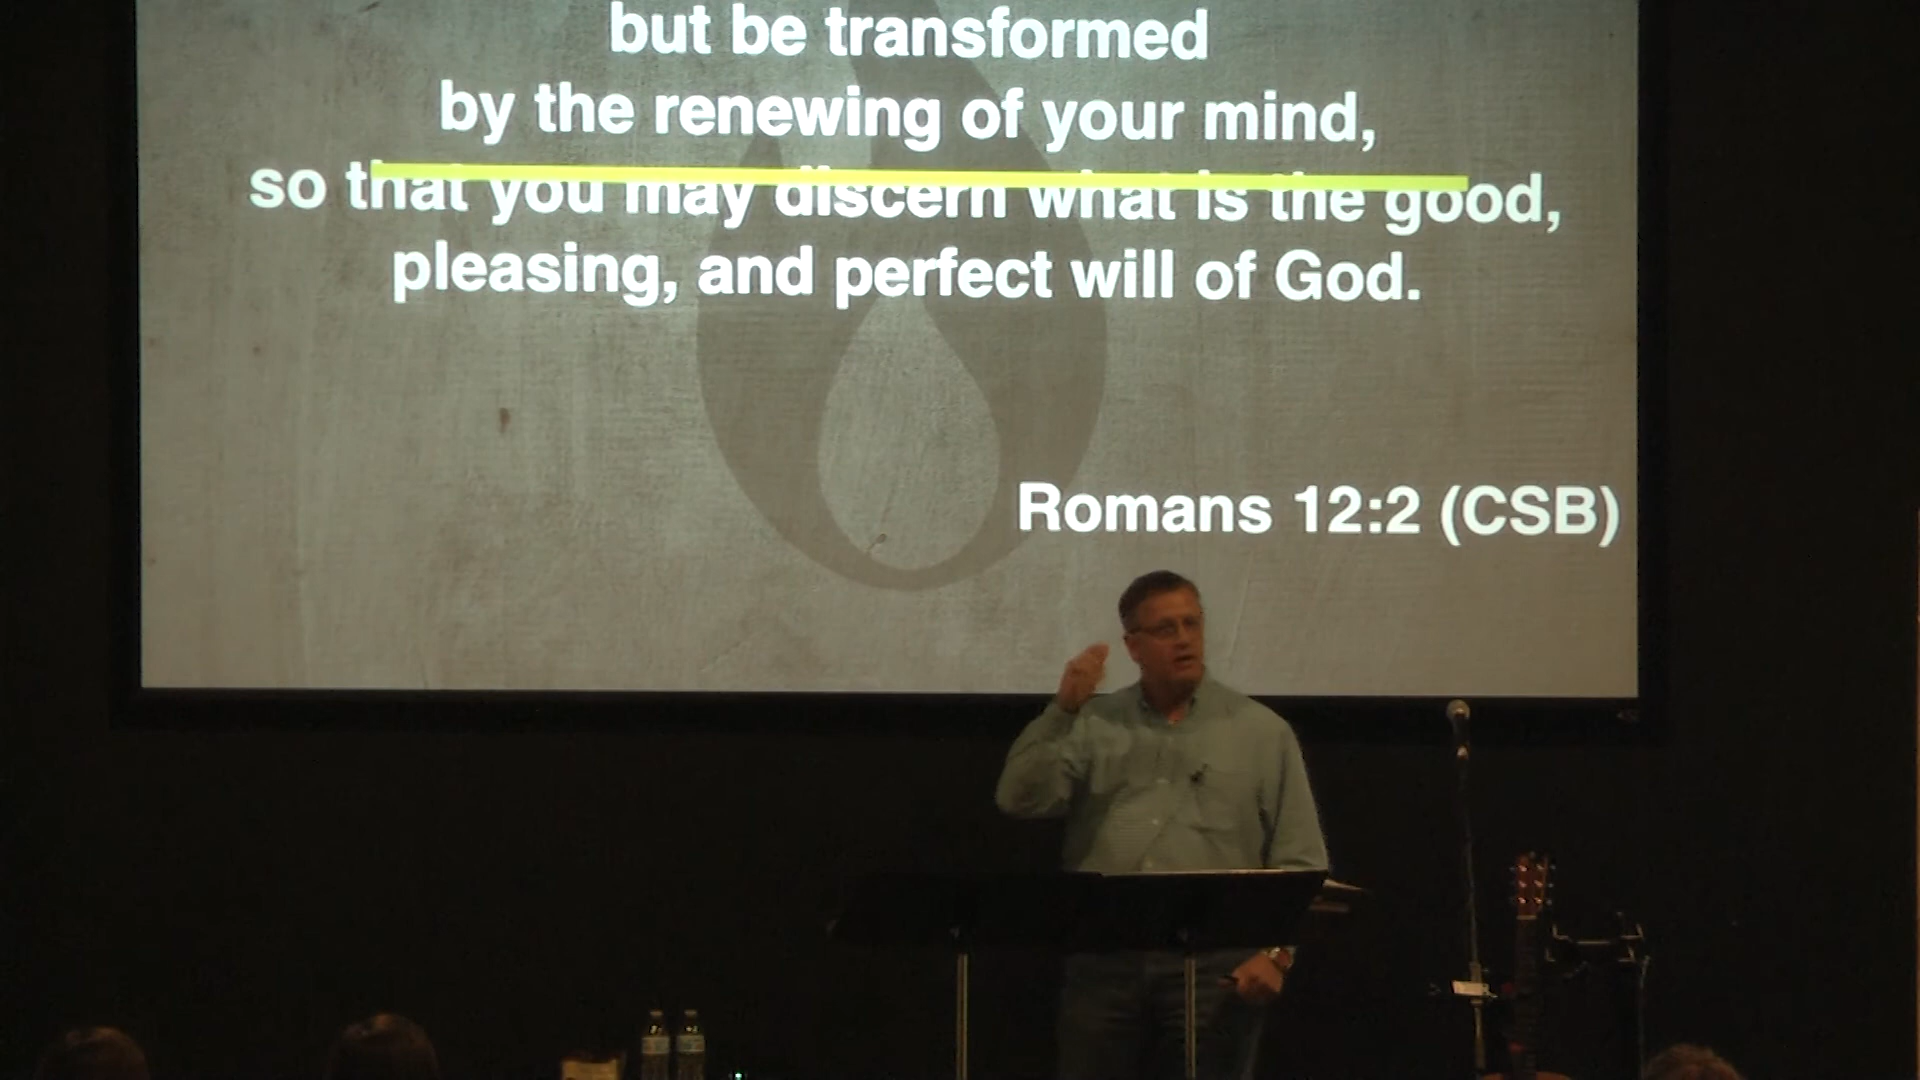 but be transformed
by the renewing of your mind,
so that you may discern what is the good,
pleasing, and perfect will of God.
Romans 12:2 (CSB)